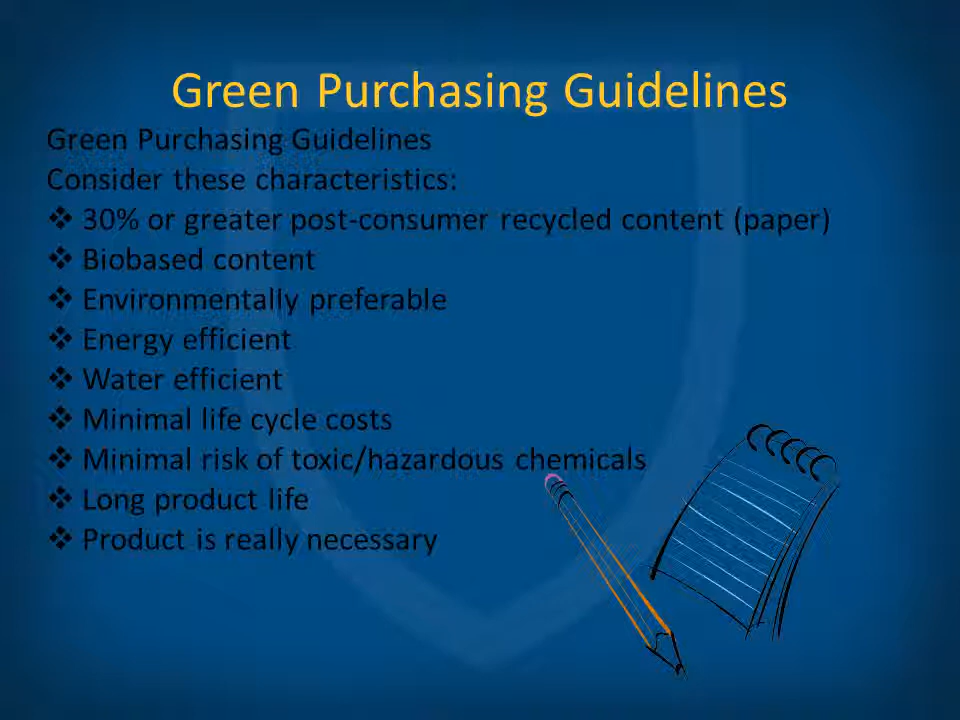 Green Purchasing Guidelines
Green Purchasing Guidelines
Consider these characteristics:
❖ 30% or greater post-consumer recycled content (paper)
❖ Biobased content
❖ Environmentally preferable
❖ Energy efficient
❖ Water efficient
❖ Minimal life cycle costs
❖ Minimal risk of toxic/hazardous chemicals
❖ Long product life
❖ Product is really necessary